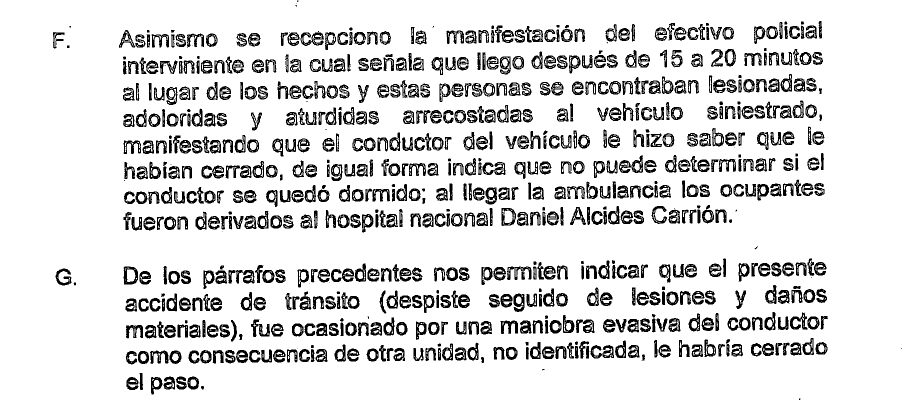 F. Asimismo se recepciono la manifestación del efectivo policial
interviniente en la cual señala que llego después de 15 a 20 minutos
al lugar de los hechos y estas personas se encontraban lesionadas,
adoloridas y aturdidas arrecostadas al vehículo siniestrado,
manifestando que el conductor del vehículo le hizo saber que le
habían cerrado, de igual forma indica que no puede determinar si el
conductor se quedó dormido; al llegar la ambulancia los ocupantes
fueron derivados al hospital nacional Daniel Alcides Carrión.
G. De los párrafos precedentes nos permiten indicar que el presente
accidente de tránsito (despiste seguido de lesiones y daños
materiales), fue ocasionado por una maniobra evasiva del conductor
como consecuencia de otra unidad, no identificada, le habría cerrado
el paso.